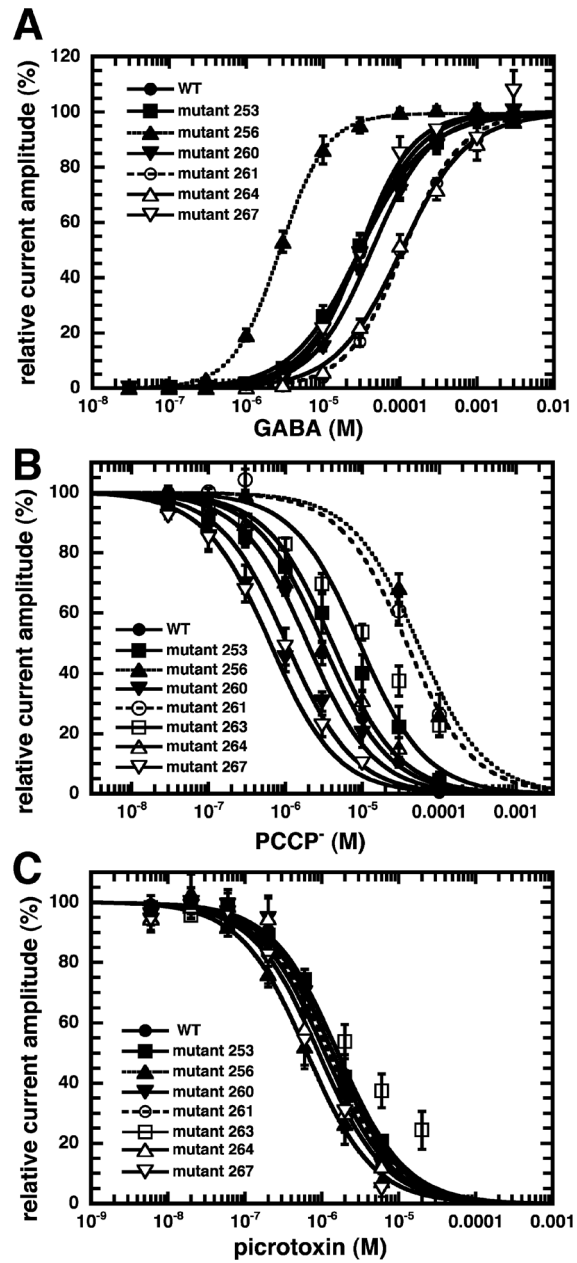 A
relative current amplitude (%)
120
100
80
60
40
20
0
WT
mutant 253
mutant 256
mutant 260
mutant 261
mutant 264
mutant 267
10-8 10-7 10-6 10-5 0.0001 0.001 0.01
GABA (M)
B
relative current amplitude (%)
100
80
60
40
20
0
WT
mutant 253
mutant 256
mutant 260
mutant 261
mutant 263
mutant 264
mutant 267
10-8 10-7 10-6 10-5 0.0001 0.001
PCCP- (M)
C
relative current amplitude (%)
100
80
60
40
20
0
WT
mutant 253
mutant 256
mutant 260
mutant 261
mutant 263
mutant 264
mutant 267
10-9 10-8 10-7 10-6 10-5 0.0001 0.001
picrotoxin (M)